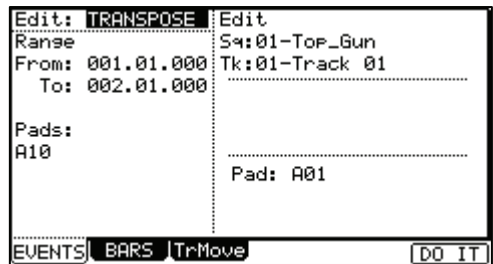 Edit: TRANSPOSE
Range
From: 001.01.000
To: 002.01.000
Pads:
A10
Edit
Sq:01-Top_Gun
Tk:01-Track 01
Pad: A01
EVENTS BARS TrMove DO IT